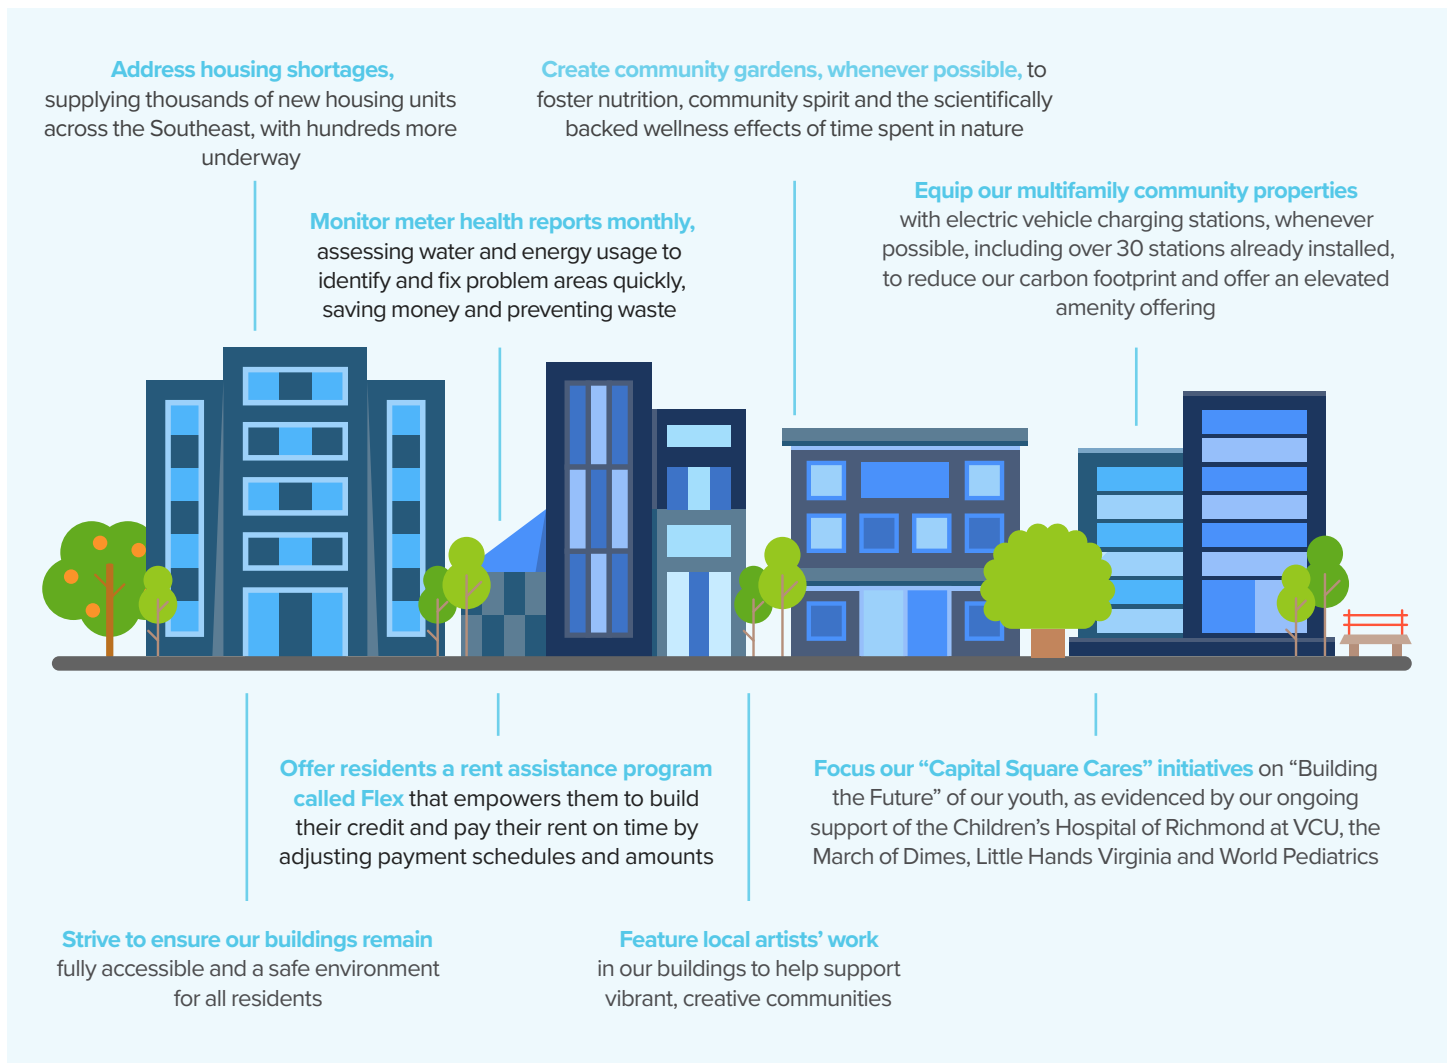 Address housing shortages,
supplying thousands of new housing units
across the Southeast, with hundreds more
underway
Create community gardens, whenever possible, to
foster nutrition, community spirit and the scientifically
backed wellness effects of time spent in nature
Monitor meter health reports monthly,
assessing water and energy usage to
identify and fix problem areas quickly,
saving money and preventing waste
Equip our multifamily community properties
with electric vehicle charging stations, whenever
possible, including over 30 stations already installed,
to reduce our carbon footprint and offer an elevated
amenity offering
Offer residents a rent assistance program
called Flex that empowers them to build
their credit and pay their rent on time by
adjusting payment schedules and amounts
Focus our “Capital Square Cares” initiatives on “Building
the Future” of our youth, as evidenced by our ongoing
support of the Children’s Hospital of Richmond at VCU, the
March of Dimes, Little Hands Virginia and World Pediatrics
Strive to ensure our buildings remain
fully accessible and a safe environment
for all residents
Feature local artists’ work
in our buildings to help support
vibrant, creative communities